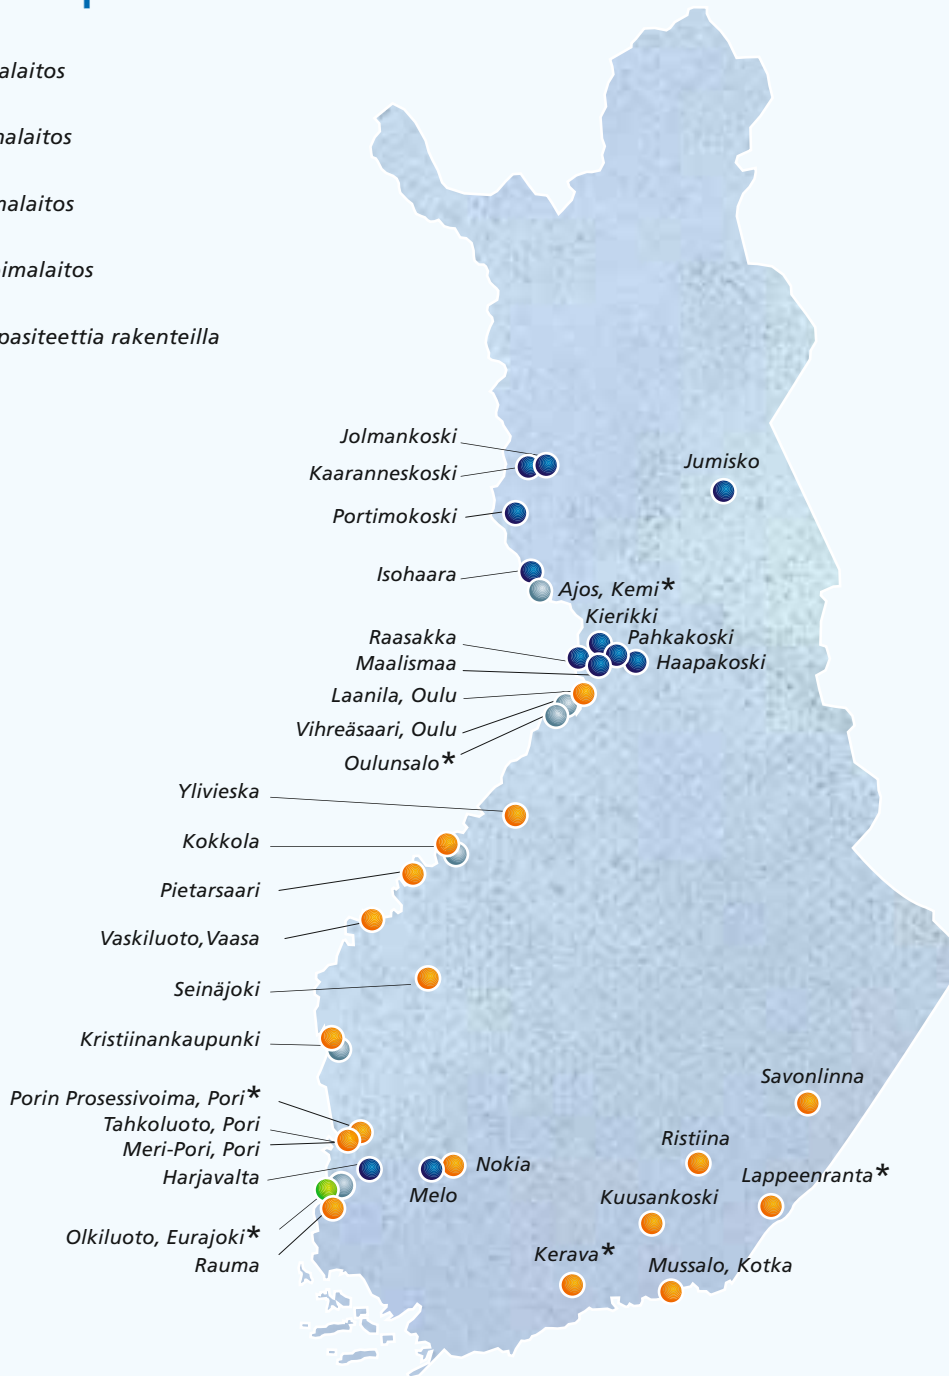 alaitos
nalaitos
nalaitos
imalaitos
pasiteettia rakenteilla
Jolmankoski
Kaaranneskoski
Jumisko
Portimokoski
Isohaara
Ajos, Kemi*
Kierikki
Raasakka
Pahkakoski
Maalismaa
Haapakoski
Laanila, Oulu
Vihreäsaari, Oulu
Oulunsalo*
Ylivieska
Kokkola
Pietarsaari
Vaskiluoto,Vaasa
Seinäjoki
Kristiinankaupunki
Savonlinna
Porin Prosessivoima, Pori*
Tahkoluoto, Pori
Meri-Pori, Pori
Ristiina
Harjavalta
Nokia
Lappeenranta*
Melo
Kuusankoski
Olkiluoto, Eurajoki*
Kerava*
Rauma
Mussalo, Kotka